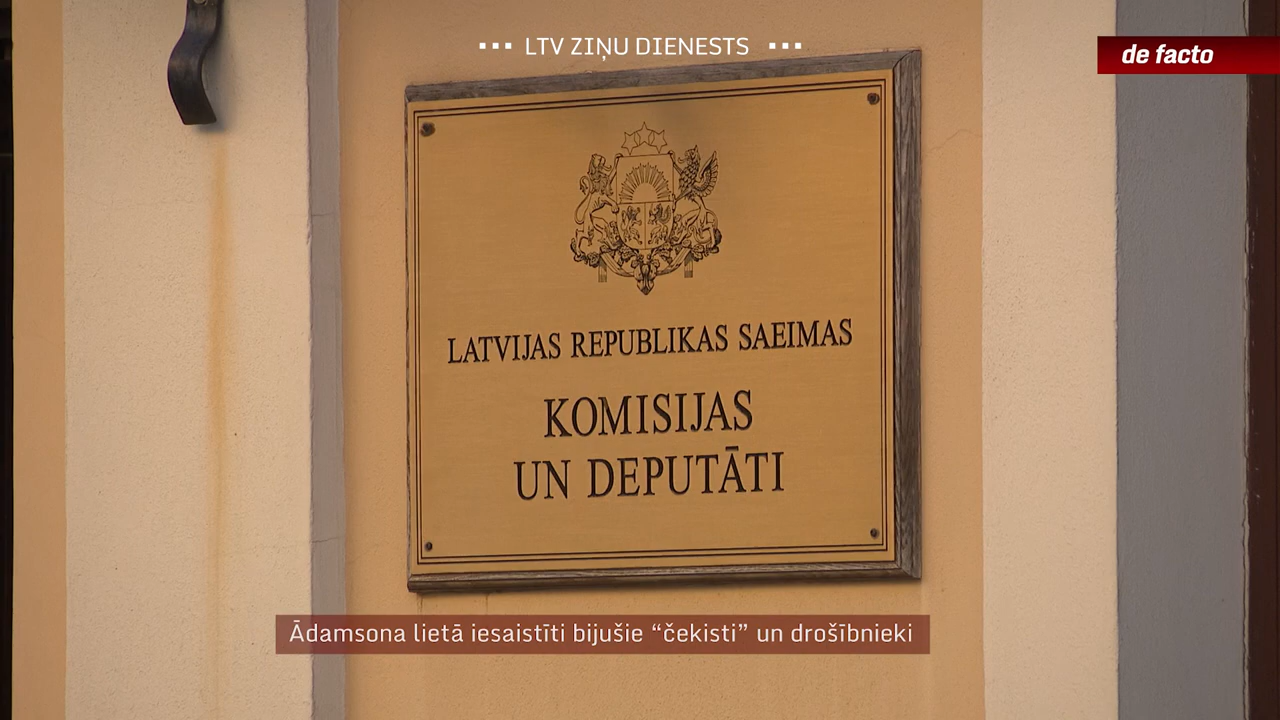 LTV ZIŅU DIENESTS
de facto
LATVIJAS REPUBLIKAS SAEIMAS
KOMISIJAS
UN DEPUTĀTI
Ādamsona lietā iesaistīti bijušie “čekisti” un drošībnieki